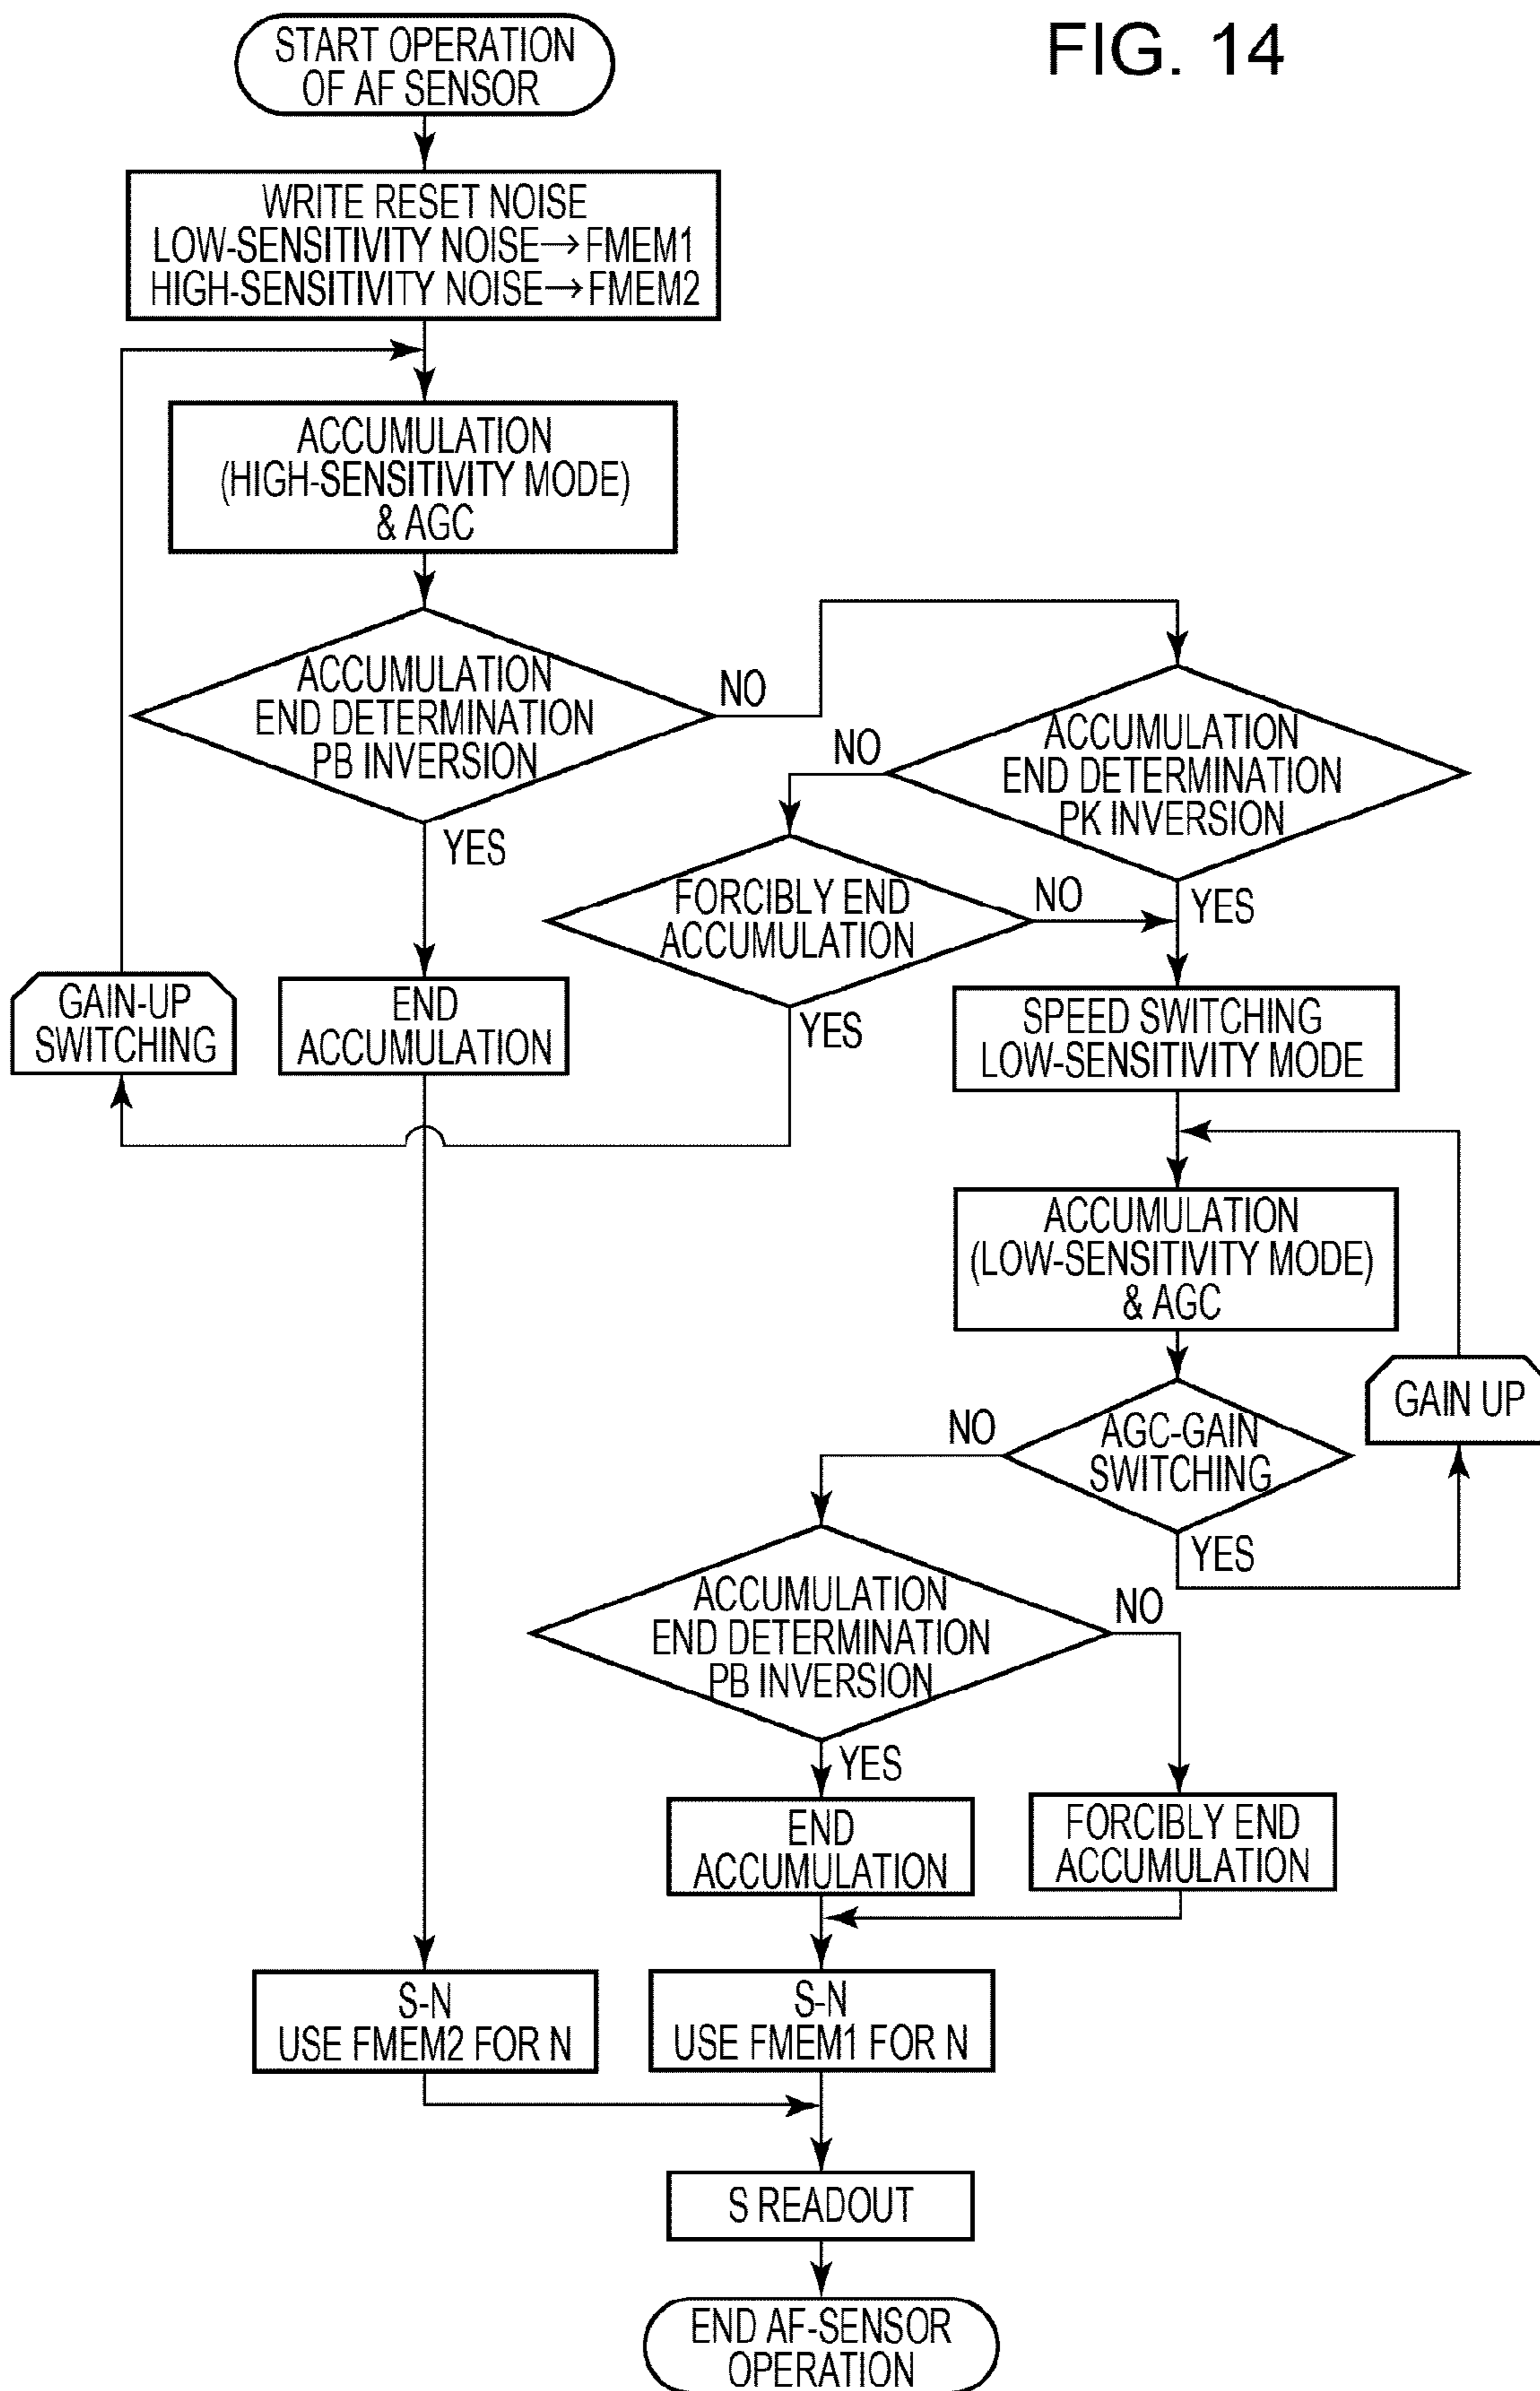 FIG. 14
START OPERATION
OF AF SENSOR
WRITE RESET NOISE
LOW-SENSITIVITY NOISE→FMEM1
HIGH-SENSITIVITY NOISE→FMEM2
ACCUMULATION
(HIGH-SENSITIVITY MODE)
& AGC
ACCUMULATION
END DETERMINATION
PB INVERSION
NO
YES
ACCUMULATION
END DETERMINATION
PK INVERSION
NO
YES
FORCIBLY END
ACCUMULATION
NO
YES
GAIN-UP
SWITCHING
END
ACCUMULATION
SPEED SWITCHING
LOW-SENSITIVITY MODE
ACCUMULATION
(LOW-SENSITIVITY MODE)
& AGC
GAIN UP
AGC-GAIN
SWITCHING
NO
YES
ACCUMULATION
END DETERMINATION
PB INVERSION
NO
YES
END
ACCUMULATION
FORCIBLY END
ACCUMULATION
S-N
USE FMEM2 FOR N
S-N
USE FMEM1 FOR N
S READOUT
END AF-SENSOR
OPERATION